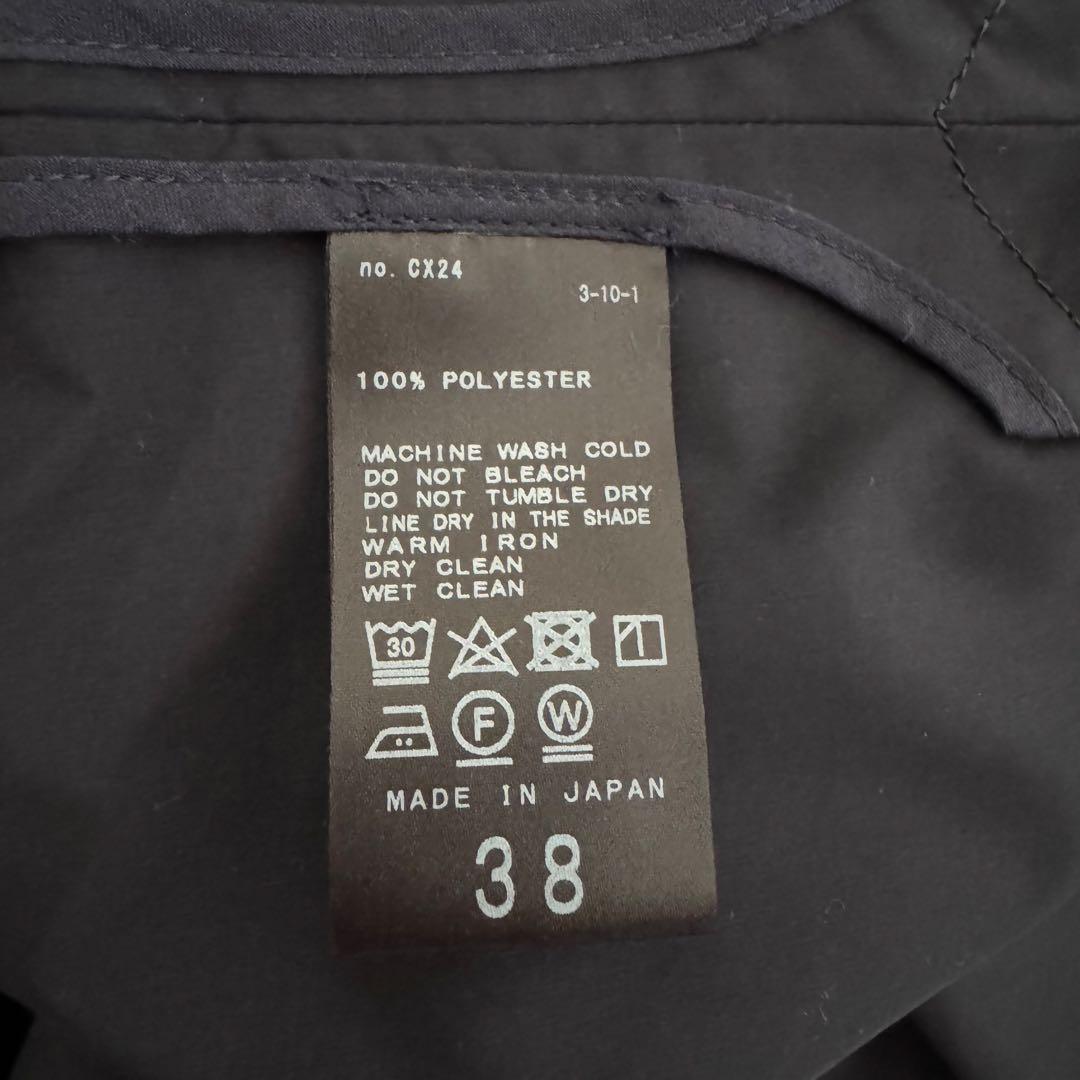 no. CX24
3-10-1
100% POLYESTER
MACHINE WASH COLD
DO NOT BLEACH
DO NOT TUMBLE DRY
LINE DRY IN THE SHADE
WARM IRON
DRY CLEAN
WET CLEAN
30
F W
MADE IN JAPAN
38